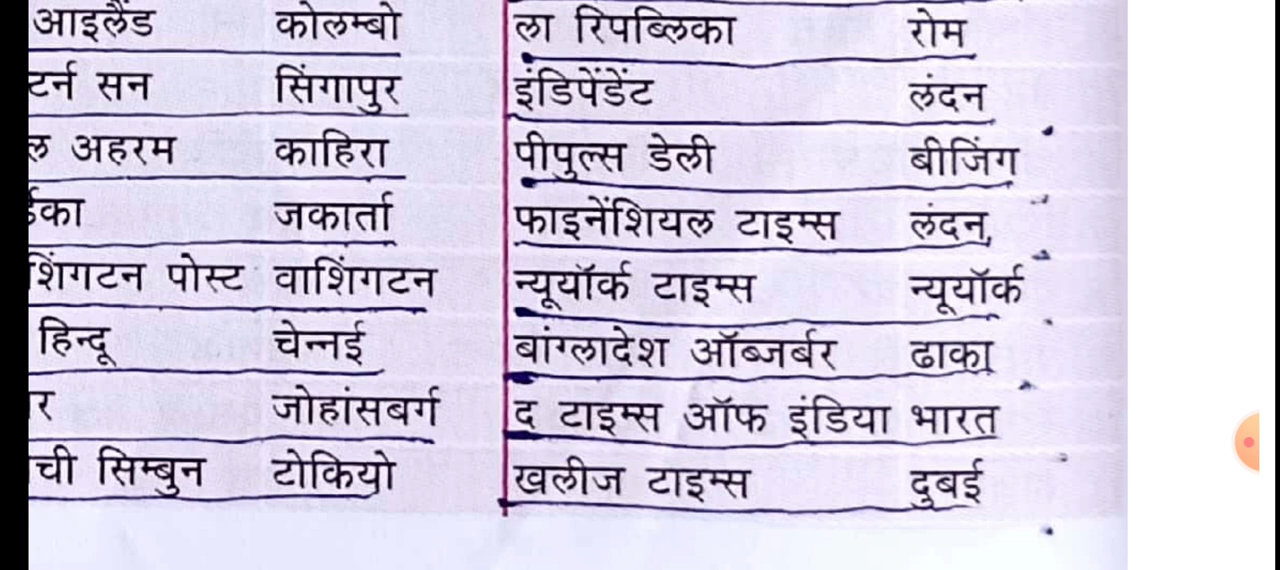 आइलैंड कोलम्बो ला रिपब्लिका रोम
टर्न सन सिंगापुर इंडिपेंडेंट लंदन
ल अहरम काहिरा पीपुल्स डेली बीजिंग
ईका जकार्ता फाइनेंशियल टाइम्स लंदन,
शिंगटन पोस्ट वाशिंगटन न्यूयॉर्क टाइम्स न्यूयॉर्क
हिन्दू चेन्नई बांग्लादेश ऑब्जर्बर ढाका
र जोहांसबर्ग द टाइम्स ऑफ इंडिया भारत
ची सिम्बुन टोकियो खलीज टाइम्स दुबई